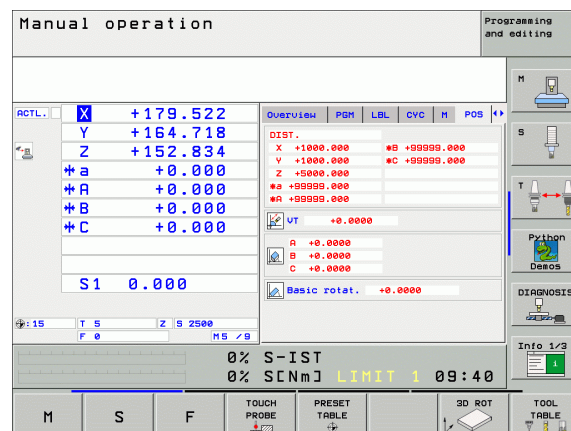 Manual operation
Programming
and editing
ACTL.
X +179.522
Y +164.718
Z +152.834
a +0.000
A +0.000
B +0.000
C +0.000
S1 0.000
:15
T 5
Z S 2500
F 0
M5 /9
Overview PGM LBL CYC M POS
DIST.
X +1000.000 *B +99999.000
Y +1000.000 *C +99999.000
Z +5000.000
*a +99999.000
*A +99999.000
VT +0.0000
A +0.0000
B +0.0000
C +0.0000
Basic rotat. +0.0000
0% S-IST
0% S[Nm] LIMIT 1 09:40
M
S
F
TOUCH
PROBE
PRESET
TABLE
3D ROT
TOOL
TABLE
M
S
T
Python
Demos
DIAGNOSIS
Info 1/3